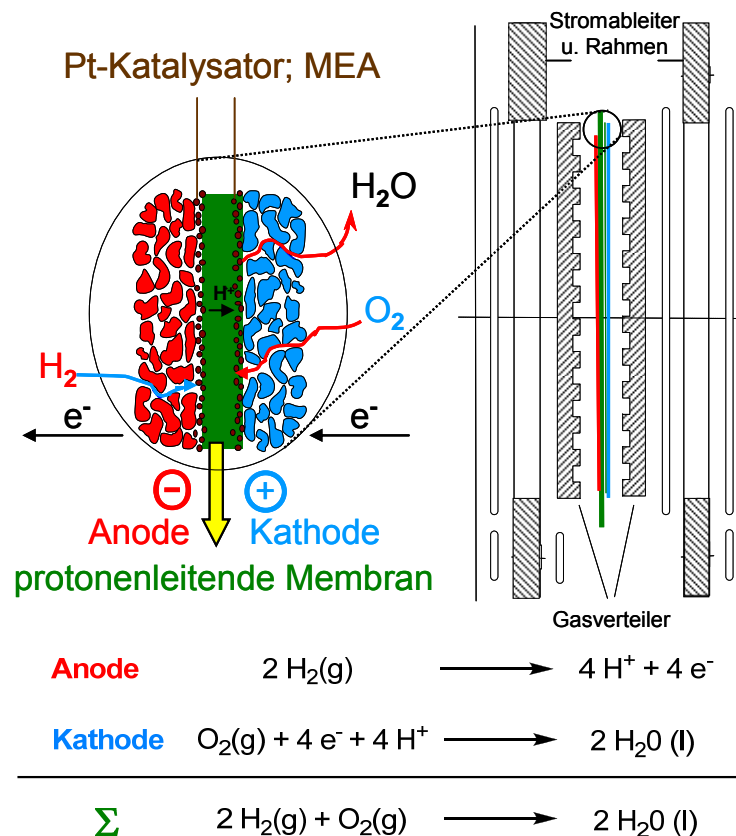 Stromableiter
u. Rahmen
Pt-Katalysator; MEA
H₂O
H⁺
O₂
H₂
e⁻
e⁻
−
+
Anode
Kathode
protonenleitende Membran
Gasverteiler
Anode 2 H₂(g) → 4 H⁺ + 4 e⁻
Kathode O₂(g) + 4 e⁻ + 4 H⁺ → 2 H₂0 (l)
Σ 2 H₂(g) + O₂(g) → 2 H₂0 (l)